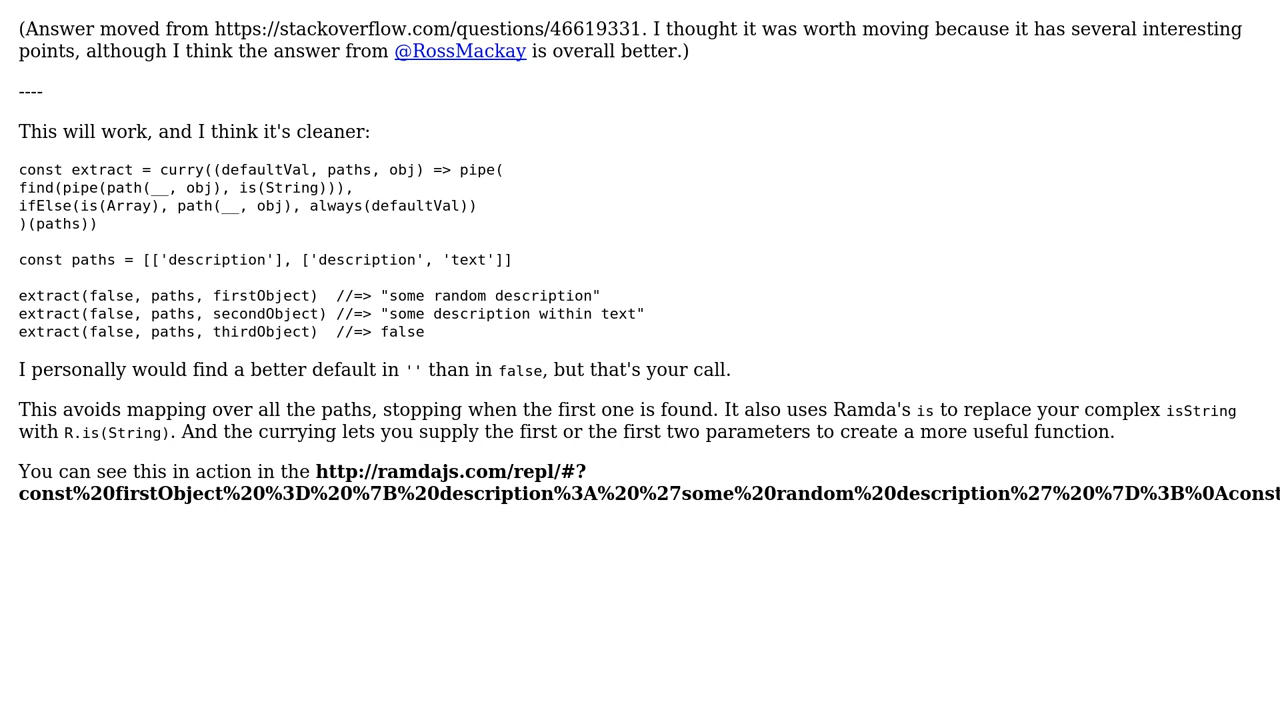 (Answer moved from https://stackoverflow.com/questions/46619331. I thought it was worth moving because it has several interesting
points, although I think the answer from @RossMackay is overall better.)
----
This will work, and I think it's cleaner:
const extract = curry((defaultVal, paths, obj) => pipe(
find(pipe(path(__, obj), is(String))),
ifElse(is(Array), path(__, obj), always(defaultVal))
)(paths))
const paths = [['description'], ['description', 'text']]
extract(false, paths, firstObject)  //=> "some random description"
extract(false, paths, secondObject) //=> "some description within text"
extract(false, paths, thirdObject)  //=> false
I personally would find a better default in '' than in false, but that's your call.
This avoids mapping over all the paths, stopping when the first one is found. It also uses Ramda's is to replace your complex isString
with R.is(String). And the currying lets you supply the first or the first two parameters to create a more useful function.
You can see this in action in the http://ramdajs.com/repl/#?
const%20firstObject%20%3D%20%7B%20description%3A%20%27some%20random%20description%27%20%7D%3B%0Aconst